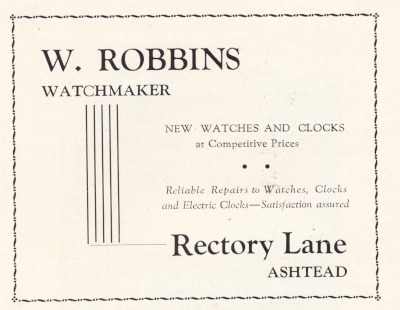 W. ROBBINS
WATCHMAKER
NEW WATCHES AND CLOCKS
at Competitive Prices
Reliable Repairs to Watches, Clocks
and Electric Clocks—Satisfaction assured
Rectory Lane
ASHTEAD